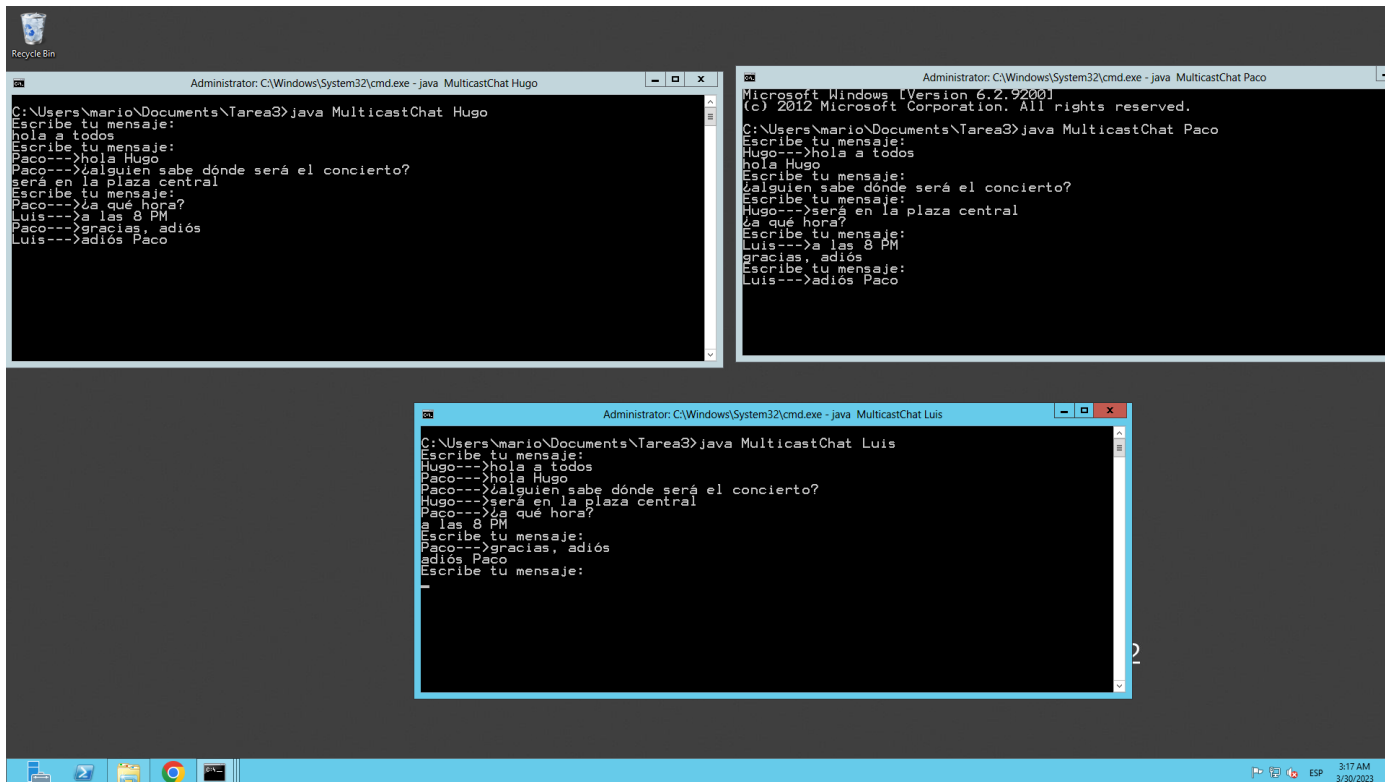 Recycle Bin
Administrator: C:\Windows\System32\cmd.exe - java  MulticastChat Hugo
C:\Users\mario\Documents\Tarea3>java MulticastChat Hugo
Escribe tu mensaje:
hola a todos
Escribe tu mensaje:
Paco--->hola Hugo
Paco--->¿alguien sabe dónde será el concierto?
será en la plaza central
Escribe tu mensaje:
Paco--->¿a qué hora?
Luis--->a las 8 PM
Paco--->gracias, adiós
Luis--->adiós Paco
Administrator: C:\Windows\System32\cmd.exe - java  MulticastChat Paco
Microsoft Windows [Version 6.2.9200]
(c) 2012 Microsoft Corporation. All rights reserved.
C:\Users\mario\Documents\Tarea3>java MulticastChat Paco
Escribe tu mensaje:
Hugo--->hola a todos
hola Hugo
Escribe tu mensaje:
¿alguien sabe dónde será el concierto?
Escribe tu mensaje:
Hugo--->será en la plaza central
¿a qué hora?
Escribe tu mensaje:
Luis--->a las 8 PM
gracias, adiós
Escribe tu mensaje:
Luis--->adiós Paco
Administrator: C:\Windows\System32\cmd.exe - java  MulticastChat Luis
C:\Users\mario\Documents\Tarea3>java MulticastChat Luis
Escribe tu mensaje:
Hugo--->hola a todos
Paco--->hola Hugo
Paco--->¿alguien sabe dónde será el concierto?
Hugo--->será en la plaza central
Paco--->¿a qué hora?
a las 8 PM
Escribe tu mensaje:
Paco--->gracias, adiós
adiós Paco
Escribe tu mensaje:
2
ESP
3:17 AM
3/30/2023